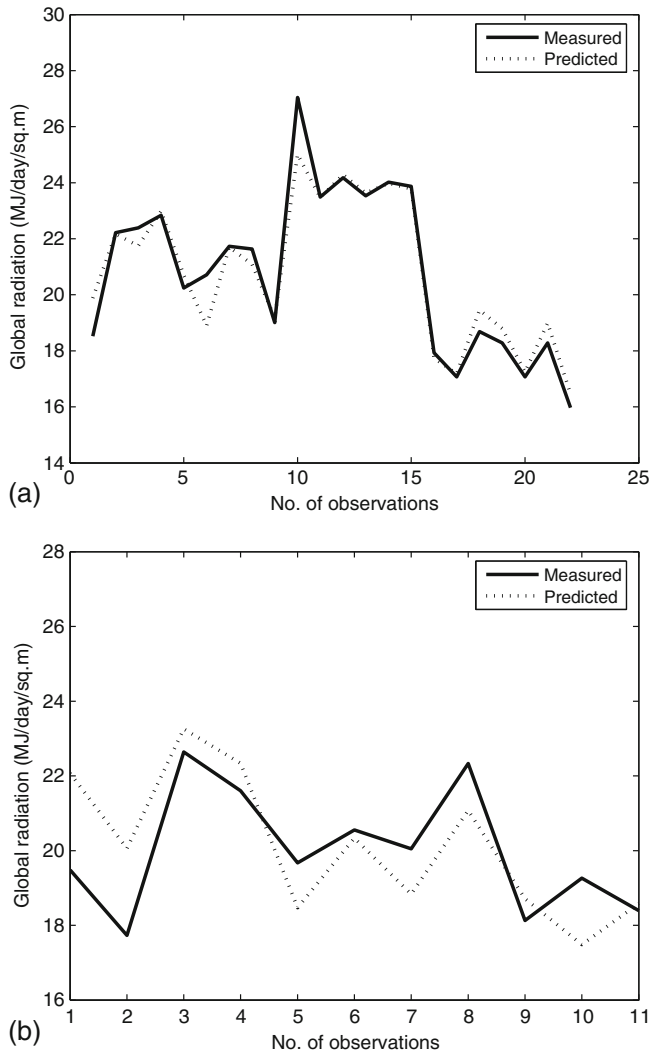 30
28
26
24
22
20
18
16
14
Global radiation (MJ/day/sq.m)
Measured
Predicted
0 5 10 15 20 25
No. of observations
(a)
28
26
24
22
20
18
16
Global radiation (MJ/day/sq.m)
Measured
Predicted
1 2 3 4 5 6 7 8 9 10 11
No. of observations
(b)